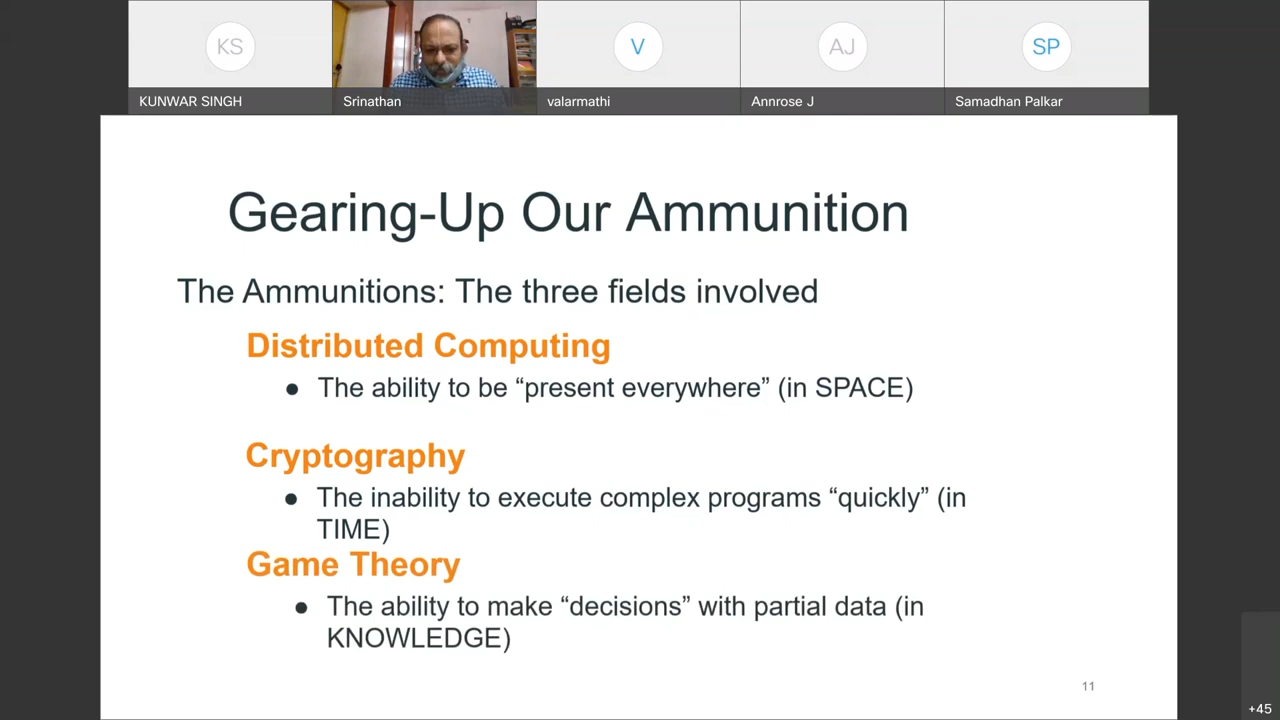 KS
V
AJ
SP
KUNWAR SINGH
Srinathan
valarmathi
Annrose J
Samadhan Palkar
Gearing-Up Our Ammunition
The Ammunitions: The three fields involved
Distributed Computing
● The ability to be “present everywhere” (in SPACE)
Cryptography
● The inability to execute complex programs “quickly” (in
TIME)
Game Theory
● The ability to make “decisions” with partial data (in
KNOWLEDGE)
11
+45